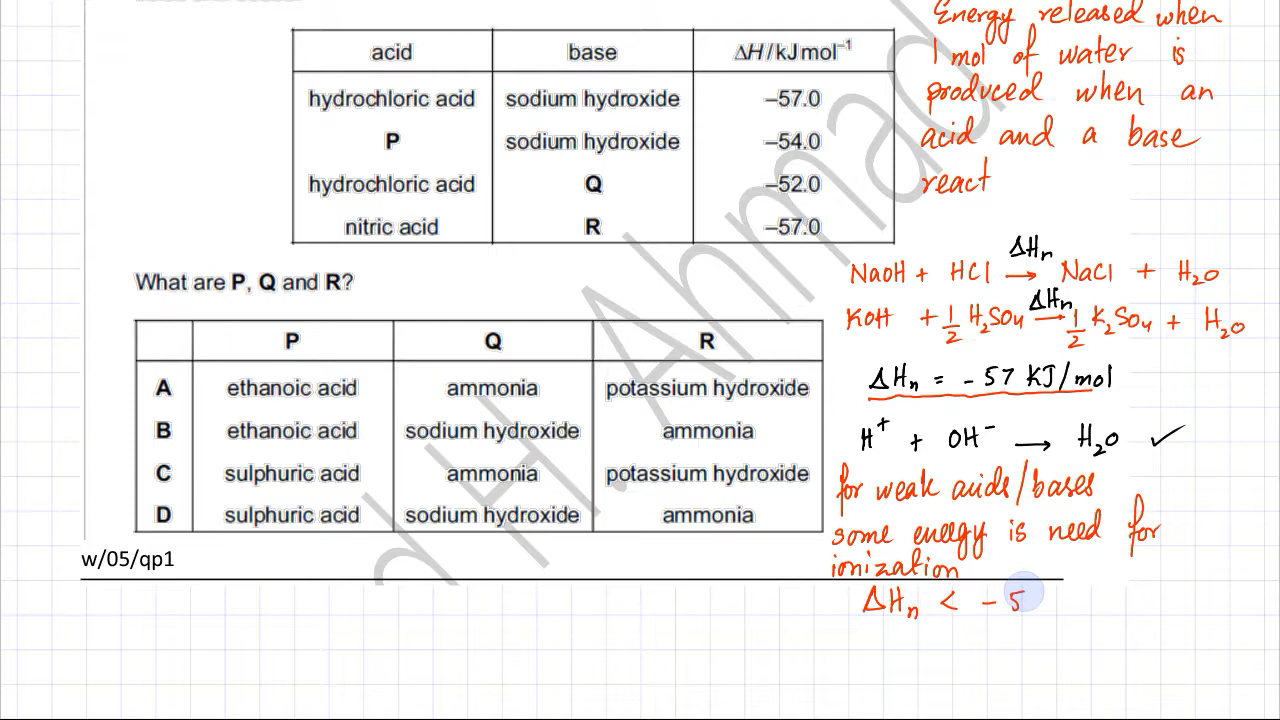 Energy released when
1 mol of water is
produced when an
acid and a base
react
acid base ΔH/kJ mol⁻¹
hydrochloric acid sodium hydroxide –57.0
P sodium hydroxide –54.0
hydrochloric acid Q –52.0
nitric acid R –57.0
What are P, Q and R?
P Q R
A ethanoic acid ammonia potassium hydroxide
B ethanoic acid sodium hydroxide ammonia
C sulphuric acid ammonia potassium hydroxide
D sulphuric acid sodium hydroxide ammonia
w/05/qp1
ΔHn
NaOH + HCl → NaCl + H₂O
ΔHn
KOH + 1/2 H₂SO₄ → 1/2 K₂SO₄ + H₂O
ΔHn = - 57 KJ/mol
H⁺ + OH⁻ → H₂O ✓
for weak acids/bases
some energy is need for
ionization
ΔHn < - 5
H. Ahmad